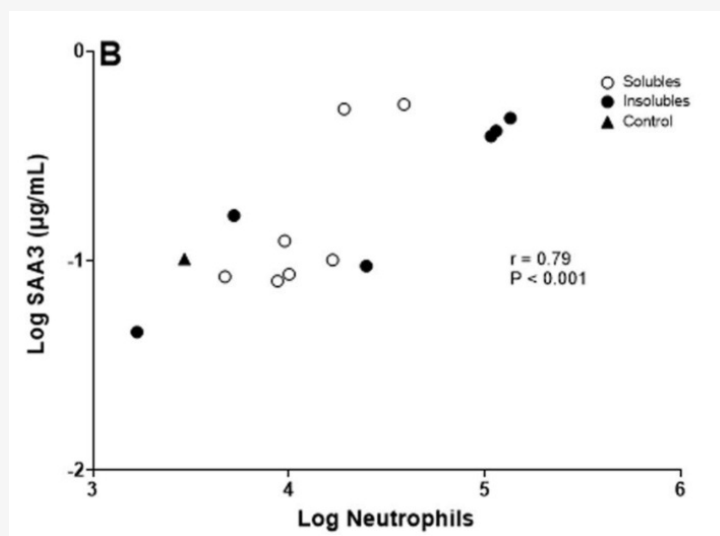 B
0
-1
-2
Log SAA3 (µg/mL)
Solubles
Insolubles
Control
r = 0.79
P < 0.001
3 4 5 6
Log Neutrophils